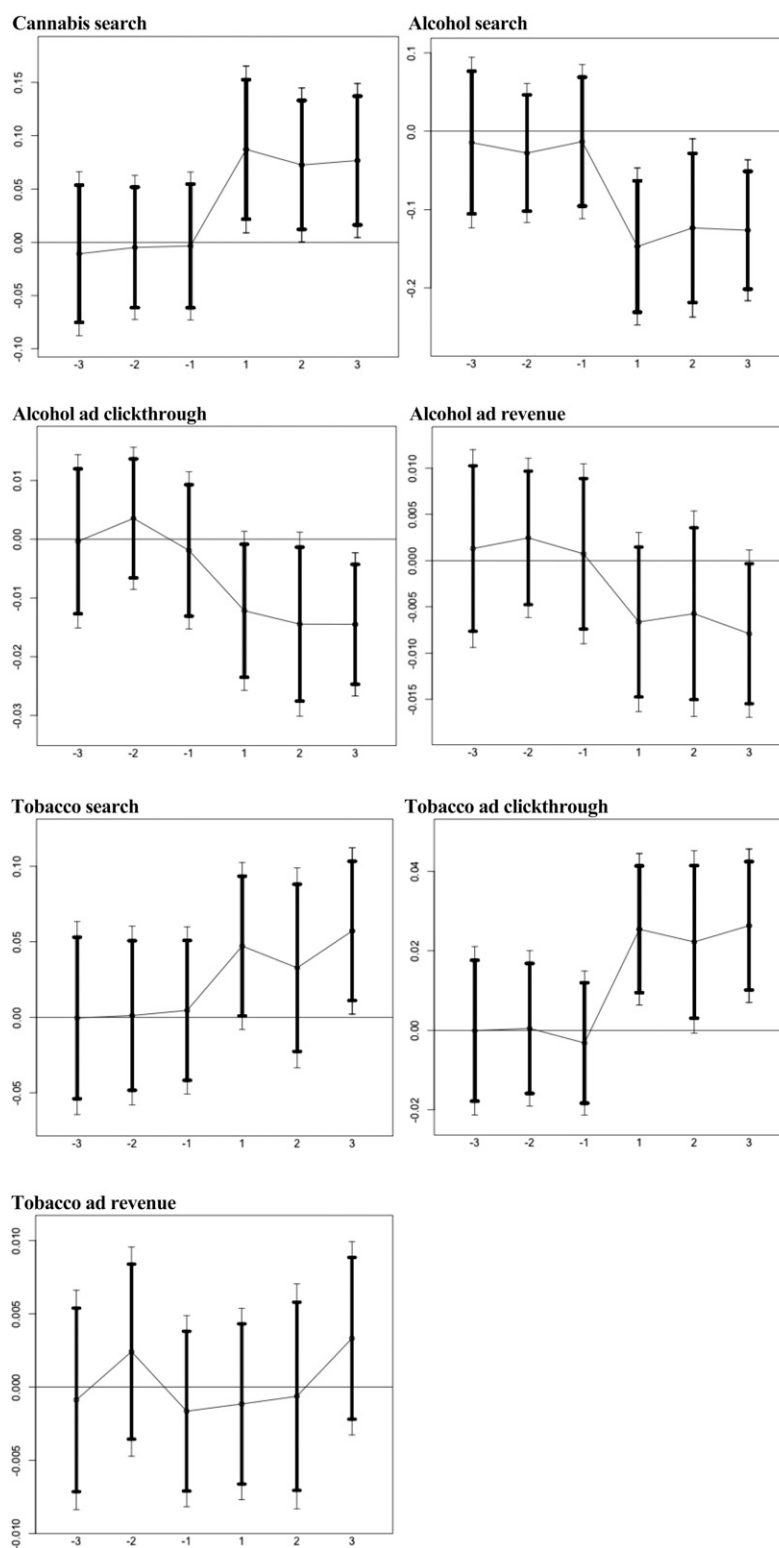 Cannabis search
0.15
0.10
0.05
0.00
-0.05
-0.10
-3 -2 -1 1 2 3
Alcohol search
0.1
0.0
-0.1
-0.2
-3 -2 -1 1 2 3
Alcohol ad clickthrough
0.01
0.00
-0.01
-0.02
-0.03
-3 -2 -1 1 2 3
Alcohol ad revenue
0.010
0.005
0.000
-0.005
-0.010
-0.015
-3 -2 -1 1 2 3
Tobacco search
0.10
0.05
0.00
-0.05
-3 -2 -1 1 2 3
Tobacco ad clickthrough
0.04
0.02
0.00
-0.02
-3 -2 -1 1 2 3
Tobacco ad revenue
0.010
0.005
0.000
-0.005
-0.010
-3 -2 -1 1 2 3